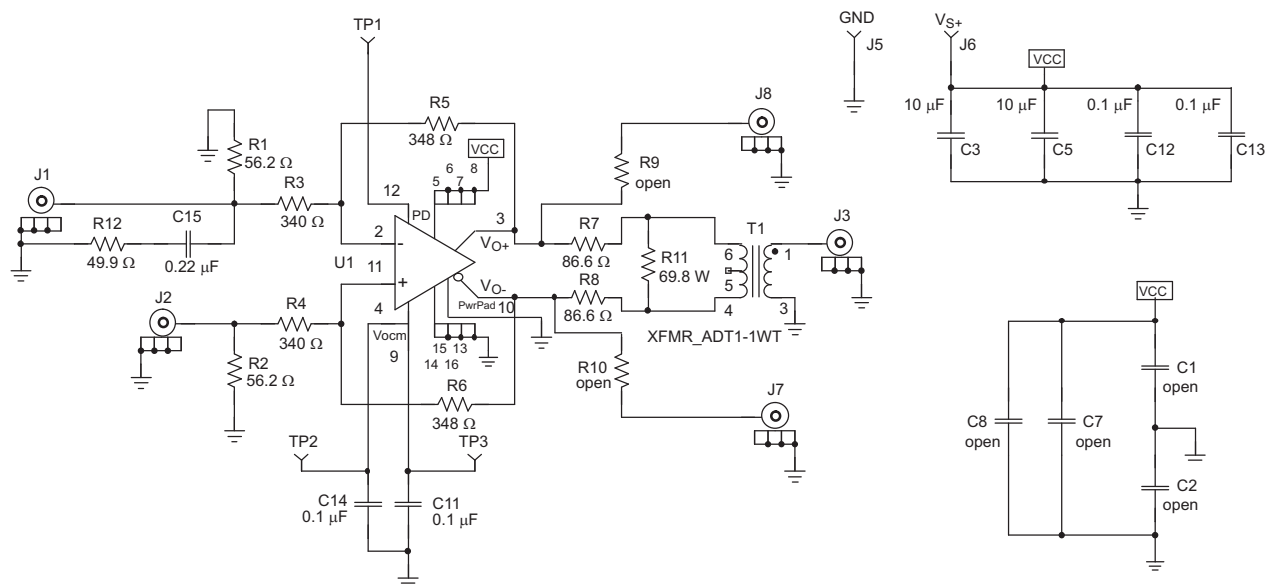 TP1
GND
J5
VS+
J6
VCC
10 μF
C3
10 μF
C5
0.1 μF
C12
0.1 μF
C13
J8
R5
348 Ω
VCC
R1
56.2 Ω
6
8
5
7
R9
open
J1
R3
340 Ω
12
PD
3
R7
86.6 Ω
T1
J3
R12
49.9 Ω
C15
0.22 μF
2
-
VO+
R11
69.8 W
6
1
U1
11
+
VO-
R8
86.6 Ω
5
J2
R4
340 Ω
4
PwrPad
10
4
3
Vocm
XFMR_ADT1-1WT
VCC
9
15
13
14
16
R2
56.2 Ω
R10
open
R6
348 Ω
J7
C1
open
C8
open
C7
open
TP2
TP3
C2
open
C14
0.1 μF
C11
0.1 μF